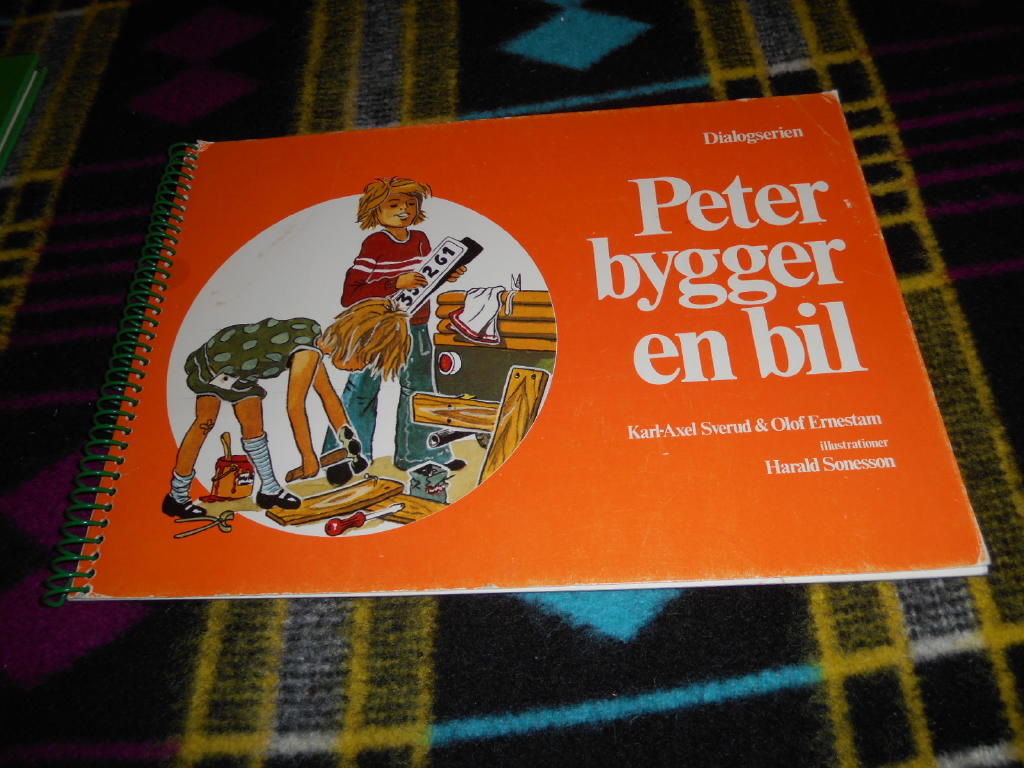 Dialogserien
Peter
bygger
en bil
Karl-Axel Sverud & Olof Ernestam
illustrationer
Harald Sonesson